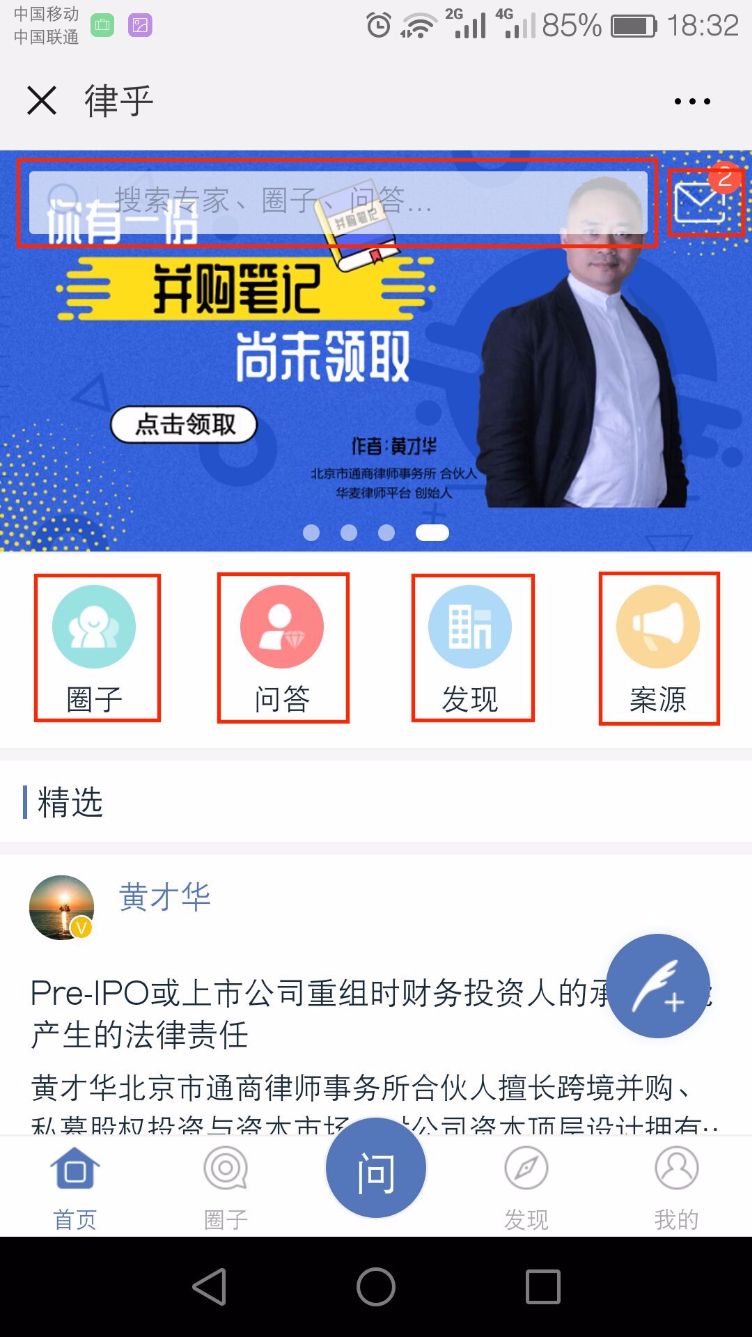 中国移动
中国联通
2G
4G
85%
18:32
律乎
搜索专家、圈子、问答...
2
你有一份
并购笔记
并购笔记
尚未领取
点击领取
作者:黄才华
北京市通商律师事务所 合伙人
华麦律师平台 创始人
圈子
问答
发现
案源
精选
黄才华
V
Pre-IPO或上市公司重组时财务投资人的承
产生的法律责任
黄才华北京市通商律师事务所合伙人擅长跨境并购、
私募股权投资与资本市场 对公司资本顶层设计拥有...
问
首页
圈子
发现
我的